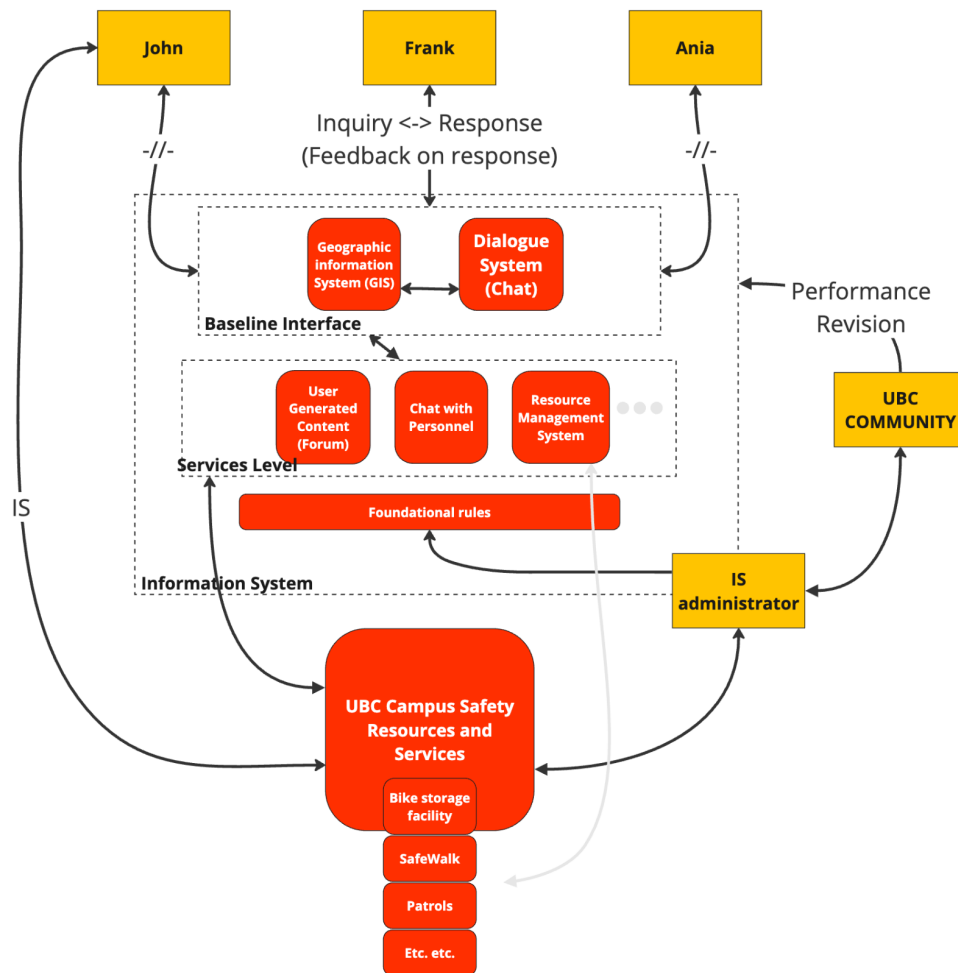 John
Frank
Ania
Inquiry <-> Response
(Feedback on response)
-//-
-//-
Geographic
information
System (GIS)
Dialogue
System
(Chat)
Baseline Interface
Performance
Revision
User
Generated
Content
(Forum)
Chat with
Personnel
Resource
Management
System
Services Level
UBC
COMMUNITY
IS
Foundational rules
Information System
IS
administrator
UBC Campus Safety
Resources and
Services
Bike storage
facility
SafeWalk
Patrols
Etc. etc.